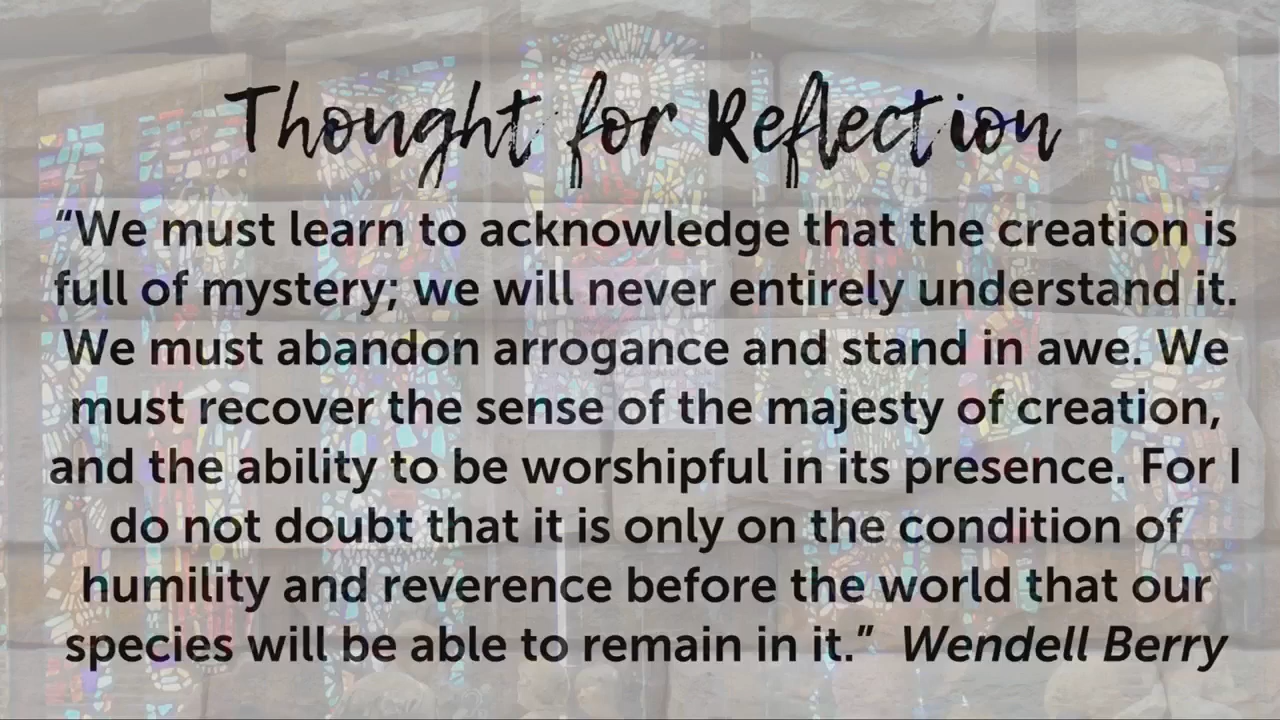 Thought for Reflection
“We must learn to acknowledge that the creation is
full of mystery; we will never entirely understand it.
We must abandon arrogance and stand in awe. We
must recover the sense of the majesty of creation,
and the ability to be worshipful in its presence. For I
do not doubt that it is only on the condition of
humility and reverence before the world that our
species will be able to remain in it.” Wendell Berry